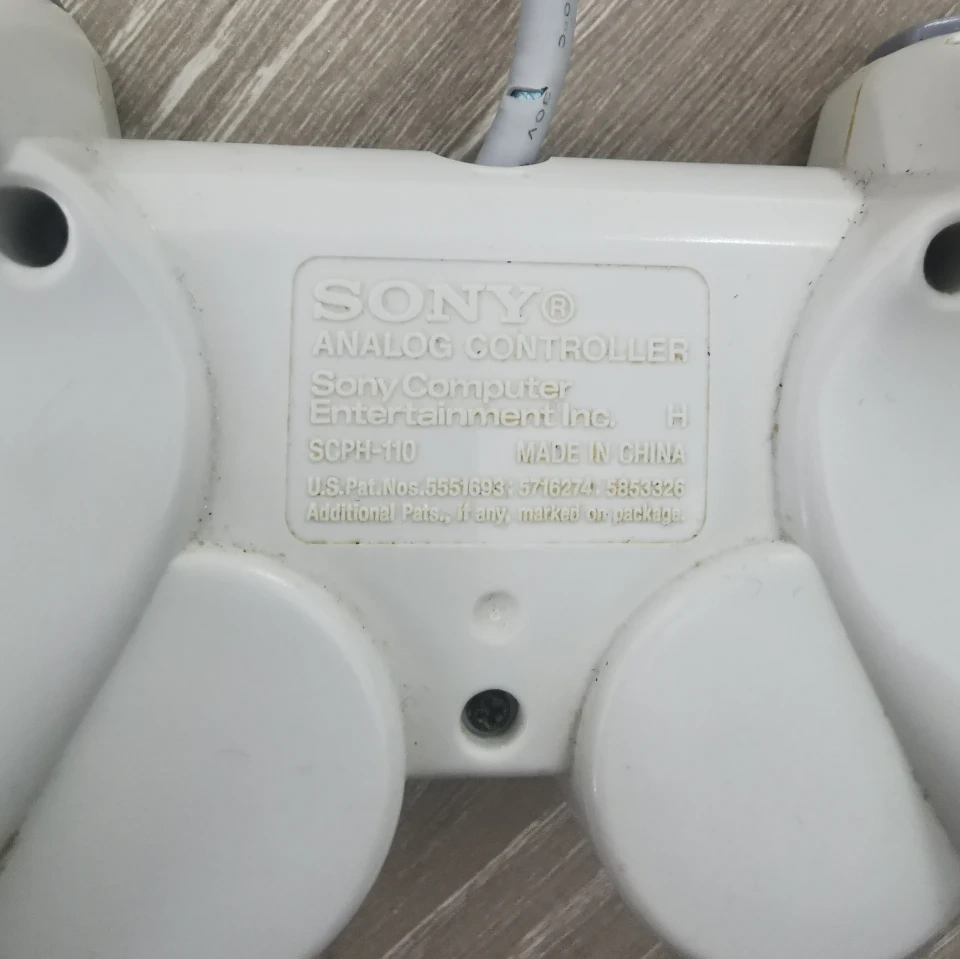 SONY®
ANALOG CONTROLLER
Sony Computer
Entertainment Inc. H
SCPH-110 MADE IN CHINA
U.S.Pat.Nos.5551693; 5716274; 5853326
Additional Pats., if any, marked on package.